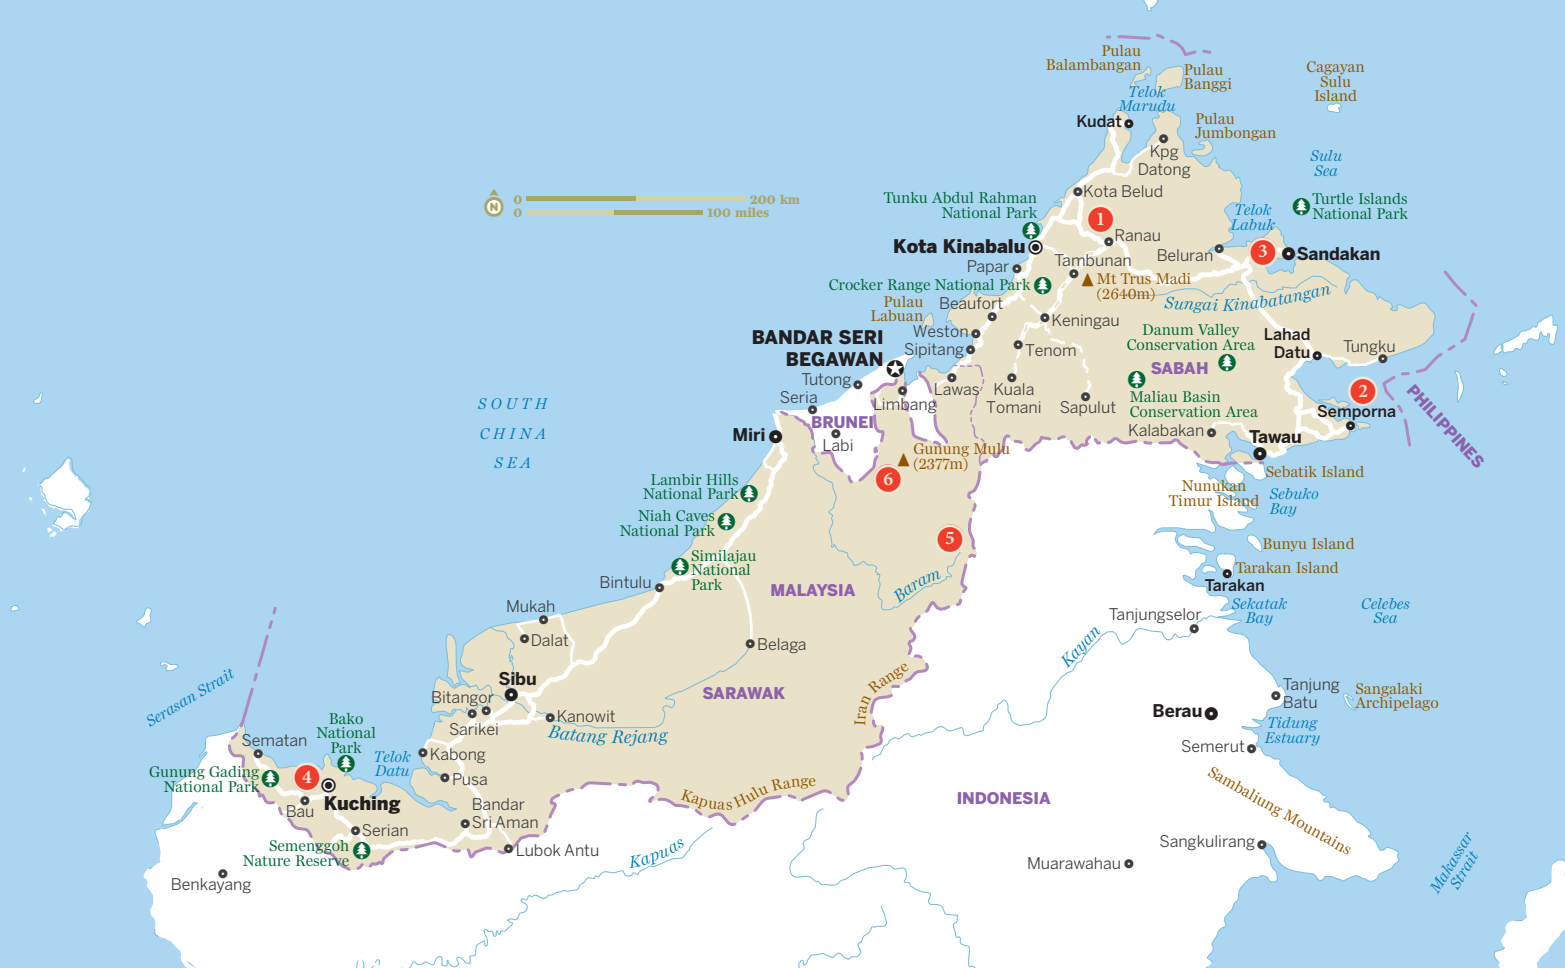 Pulau
Balambangan
Pulau
Banggi
Cagayan
Sulu
Island
Telok
Marudu
Kudat
Pulau
Jumbongan
Kpg
Datong
Sulu
Sea
Kota Belud
Tunku Abdul Rahman
National Park
Turtle Islands
National Park
N
0 200 km
0 100 miles
1
Telok
Labuk
Ranau
Kota Kinabalu
Beluran
3
Sandakan
Tambunan
Papar
Mt Trus Madi
(2640m)
Crocker Range National Park
Sungai Kinabatangan
Pulau
Labuan
Beaufort
Keningau
Weston
Danum Valley
Conservation Area
Lahad
Datu
Tungku
BANDAR SERI
BEGAWAN
Sipitang
Tenom
SABAH
Tutong
Lawas
Kuala
Tomani
Sapulut
Maliau Basin
Conservation Area
2
Semporna
PHILIPPINES
Seria
Limbang
SOUTH
CHINA
SEA
BRUNEI
Labi
Miri
Kalabakan
Tawau
Gunung Mulu
(2377m)
6
Sebatik Island
Lambir Hills
National Park
Nunukan
Timur Island
Sebuko
Bay
Niah Caves
National Park
5
Bunyu Island
Similajau
National
Park
Tarakan Island
Tarakan
Bintulu
MALAYSIA
Baram
Sekatak
Bay
Celebes
Sea
Mukah
Dalat
Tanjungselor
Kayan
Belaga
Serasan Strait
Sibu
SARAWAK
Iran Range
Tanjung
Batu
Sangalaki
Archipelago
Bitangor
Sarikei
Kanowit
Batang Rejang
Berau
Tidung
Estuary
Bako
National
Park
Sematan
Telok
Datu
Kabong
Semerut
Gunung Gading
National Park
4
Pusa
Kapuas Hulu Range
INDONESIA
Sambaliung Mountains
Kuching
Bau
Bandar
Sri Aman
Serian
Semenggoh
Nature Reserve
Lubok Antu
Kapuas
Sangkulirang
Muarawahau
Makassar
Strait
Benkayang